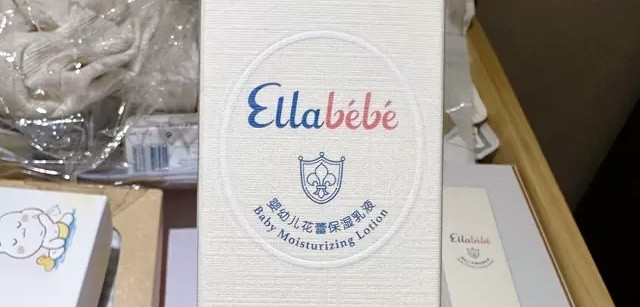 Ellabébé
婴幼儿花蕾保湿乳液
Baby Moisturizing Lotion
Ellabébé